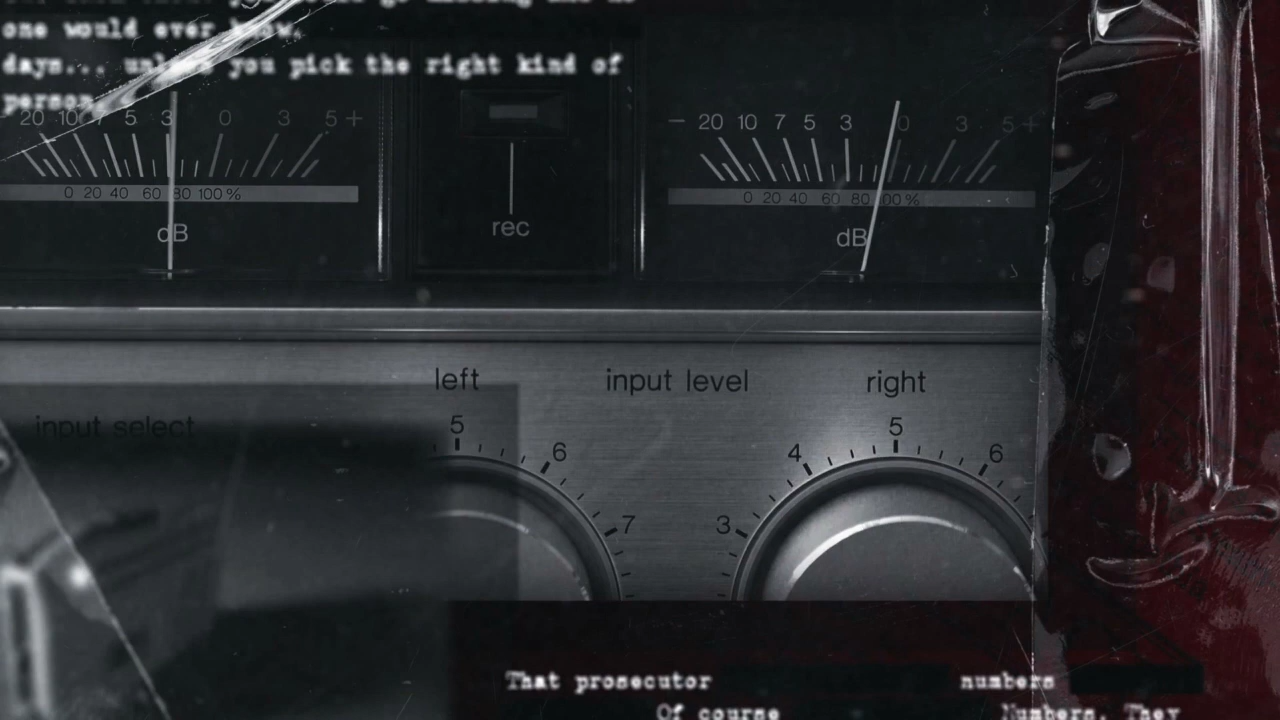 one would ever know.
days... unless you pick the right kind of
person.
20 10 7 5 3 0 3 5 +
0 20 40 60 80 100 %
dB
rec
− 20 10 7 5 3 0 3 5 +
0 20 40 60 80 100 %
dB
left input level right
input select
5 6 7
3 4 5 6
That prosecutor numbers
Of course Numbers. They